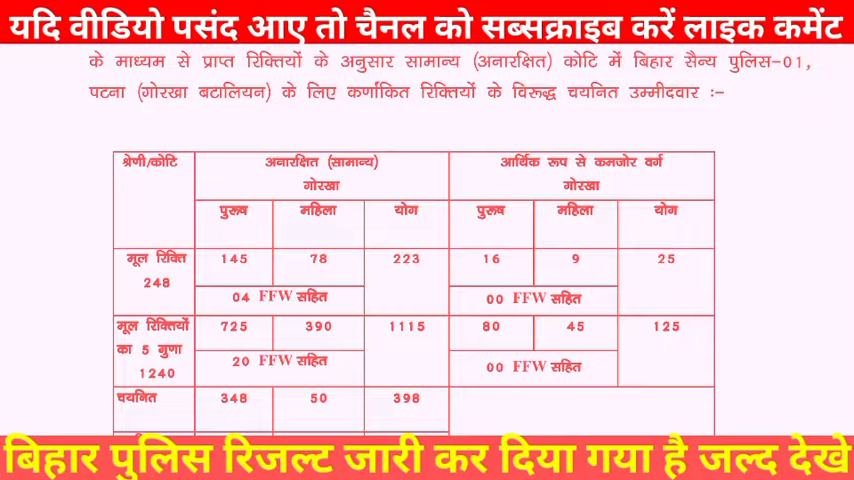 यदि वीडियो पसंद आए तो चैनल को सब्सक्राइब करें लाइक कमेंट
के माध्यम से प्राप्त रिक्तियों के अनुसार सामान्य (अनारक्षित) कोटि में बिहार सैन्य पुलिस-01,
पटना (गोरखा बटालियन) के लिए कर्णांकित रिक्तियों के विरूद्ध चयनित उम्मीदवार :-
श्रेणी/कोटि अनारक्षित (सामान्य) आर्थिक रूप से कमजोर वर्ग
गोरखा गोरखा
पुरूष महिला योग पुरूष महिला योग
मूल रिक्ति 145 78 223 16 9 25
248
04 FFW सहित 00 FFW सहित
मूल रिक्तियों 725 390 1115 80 45 125
का 5 गुणा
20 FFW सहित 00 FFW सहित
1240
चयनित 348 50 398
बिहार पुलिस रिजल्ट जारी कर दिया गया है जल्द देखे